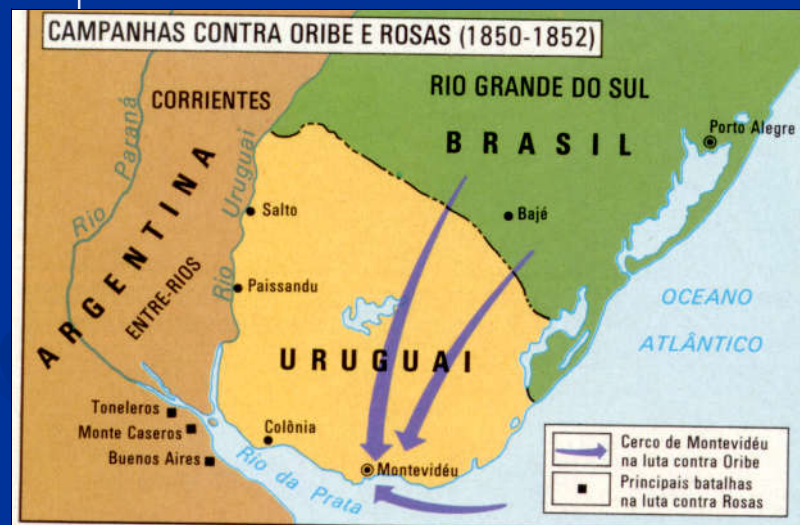 CAMPANHAS CONTRA ORIBE E ROSAS (1850-1852)
CORRIENTES
RIO GRANDE DO SUL
Rio Paraná
BRASIL
Porto Alegre
ARGENTINA
Rio Uruguai
Salto
Bajé
ENTRE-RIOS
Paissandu
OCEANO
ATLÂNTICO
URUGUAI
Toneleros
Monte Caseros
Buenos Aires
Colônia
Rio da Prata
Montevidéu
Cerco de Montevidéu
na luta contra Oribe
Principais batalhas
na luta contra Rosas